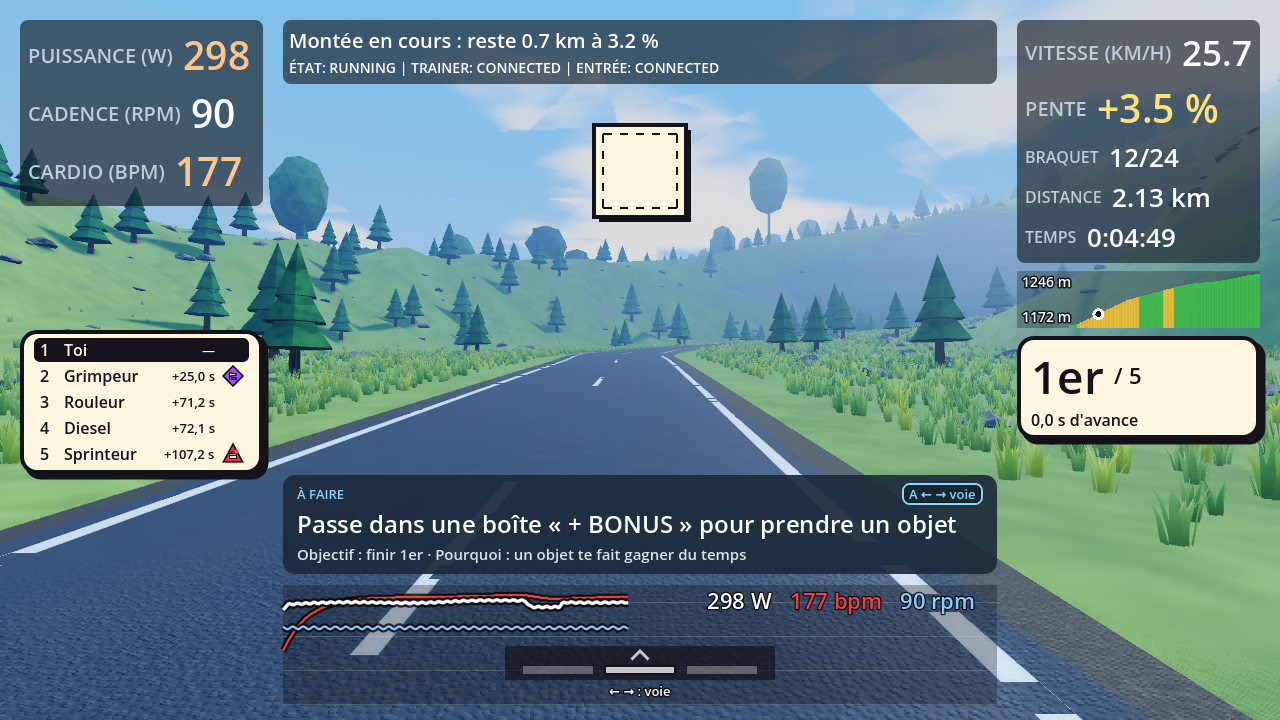 PUISSANCE (W) 298
CADENCE (RPM) 90
CARDIO (BPM) 177
Montée en cours : reste 0.7 km à 3.2 %
ÉTAT: RUNNING | TRAINER: CONNECTED | ENTRÉE: CONNECTED
VITESSE (KM/H) 25.7
PENTE +3.5 %
BRAQUET 12/24
DISTANCE 2.13 km
TEMPS 0:04:49
1246 m
1172 m
1 Toi —
2 Grimpeur +25,0 s
3 Rouleur +71,2 s
4 Diesel +72,1 s
5 Sprinteur +107,2 s
1er / 5
0,0 s d'avance
À FAIRE
A ← → voie
Passe dans une boîte « + BONUS » pour prendre un objet
Objectif : finir 1er · Pourquoi : un objet te fait gagner du temps
298 W 177 bpm 90 rpm
← → : voie